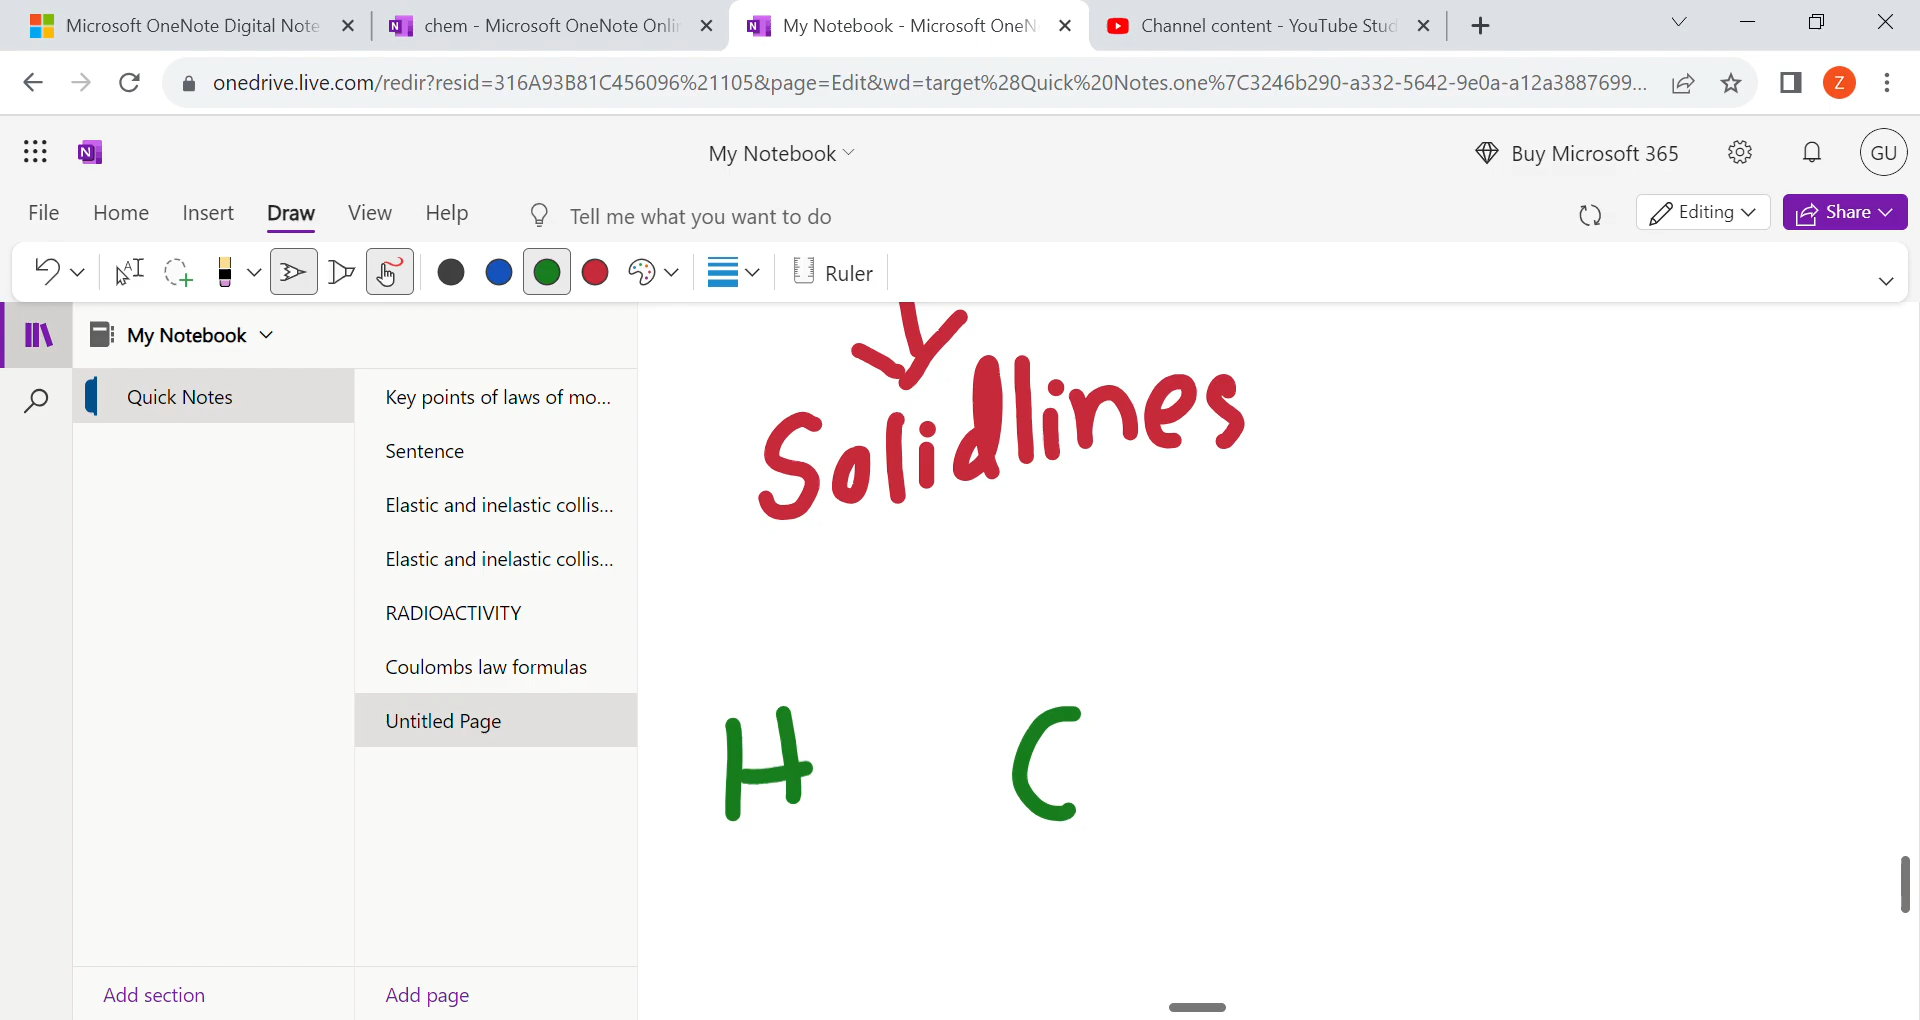 Microsoft OneNote Digital Note
chem - Microsoft OneNote Onli
My Notebook - Microsoft OneN
Channel content - YouTube Stud
onedrive.live.com/redir?resid=316A93B81C456096%21105&page=Edit&wd=target%28Quick%20Notes.one%7C3246b290-a332-5642-9e0a-a12a3887699...
Z
My Notebook
Buy Microsoft 365
GU
File Home Insert Draw View Help
Tell me what you want to do
Editing
Share
Ruler
My Notebook
Quick Notes
Key points of laws of mo...
Sentence
Elastic and inelastic collis...
Elastic and inelastic collis...
RADIOACTIVITY
Coulombs law formulas
Untitled Page
Add section
Add page
Solidlines
H C